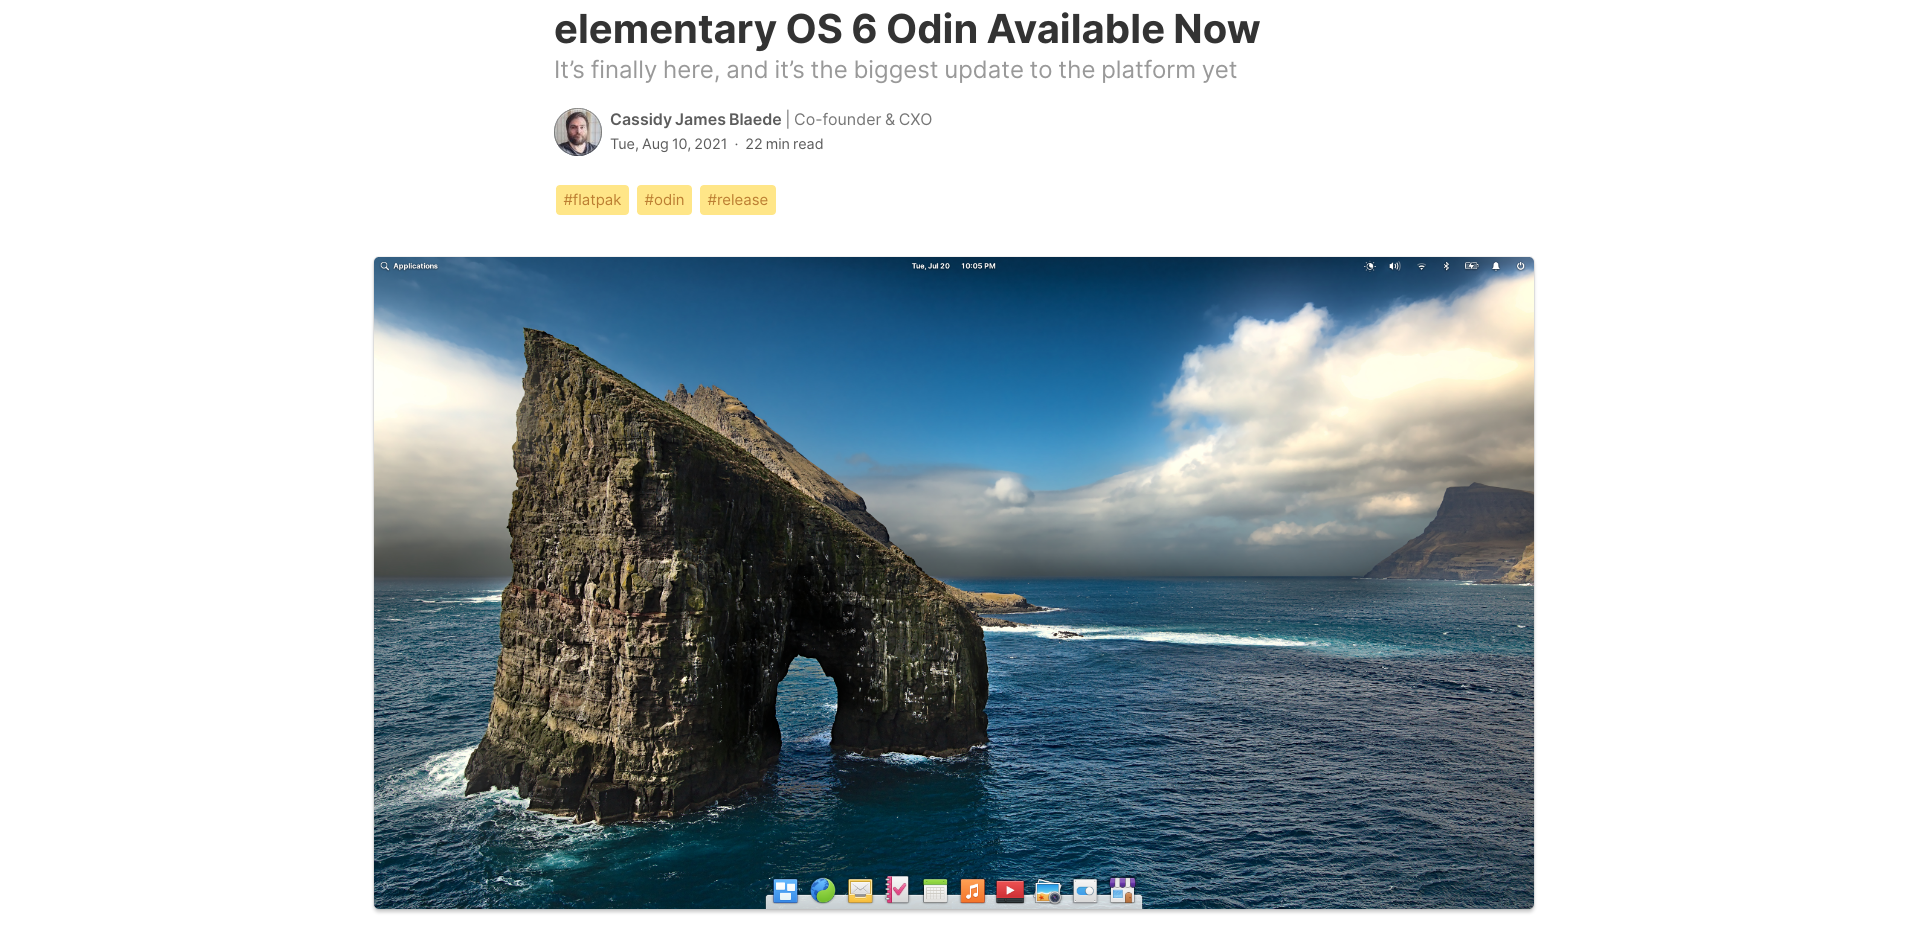 elementary OS 6 Odin Available Now
It’s finally here, and it’s the biggest update to the platform yet
Cassidy James Blaede | Co-founder & CXO
Tue, Aug 10, 2021 · 22 min read
#flatpak #odin #release
Applications Tue, Jul 20 10:05 PM